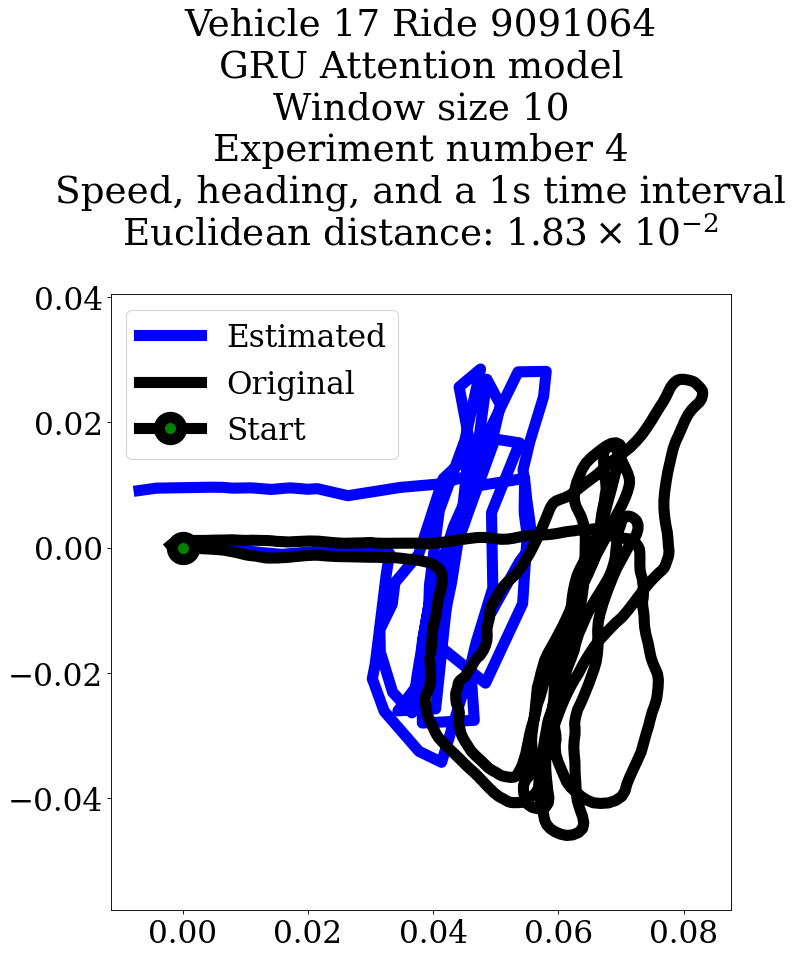 Vehicle 17 Ride 9091064
GRU Attention model
Window size 10
Experiment number 4
Speed, heading, and a 1s time interval
Euclidean distance: 1.83 × 10⁻²
0.04
Estimated
Original
Start
0.02
0.00
−0.02
−0.04
0.00 0.02 0.04 0.06 0.08